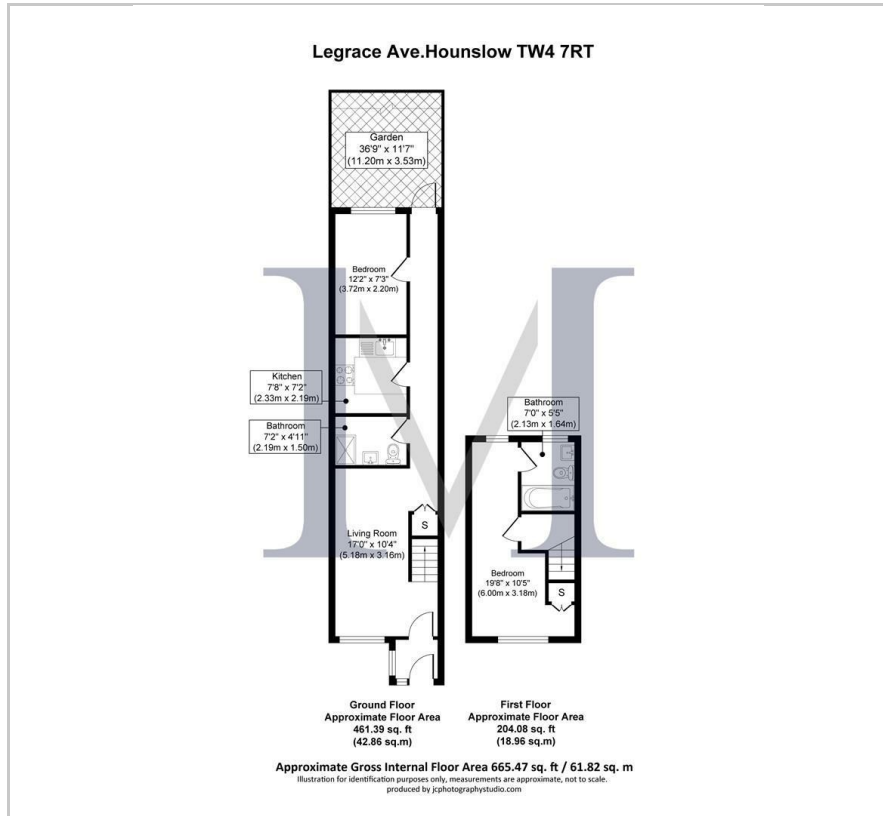 Legrace Ave.Hounslow TW4 7RT
Garden
36'9" x 11'7"
(11.20m x 3.53m)
Bedroom
12'2" x 7'3"
(3.72m x 2.20m)
Kitchen
7'8" x 7'2"
(2.33m x 2.19m)
Bathroom
7'2" x 4'11"
(2.19m x 1.50m)
Living Room
17'0" x 10'4"
(5.18m x 3.16m)
S
Bathroom
7'0" x 5'5"
(2.13m x 1.64m)
Bedroom
19'8" x 10'5"
(6.00m x 3.18m)
S
Ground Floor
Approximate Floor Area
461.39 sq. ft
(42.86 sq.m)
First Floor
Approximate Floor Area
204.08 sq. ft
(18.96 sq.m)
Approximate Gross Internal Floor Area 665.47 sq. ft / 61.82 sq. m
Illustration for identification purposes only, measurements are approximate, not to scale.
produced by jcphotographystudio.com
M